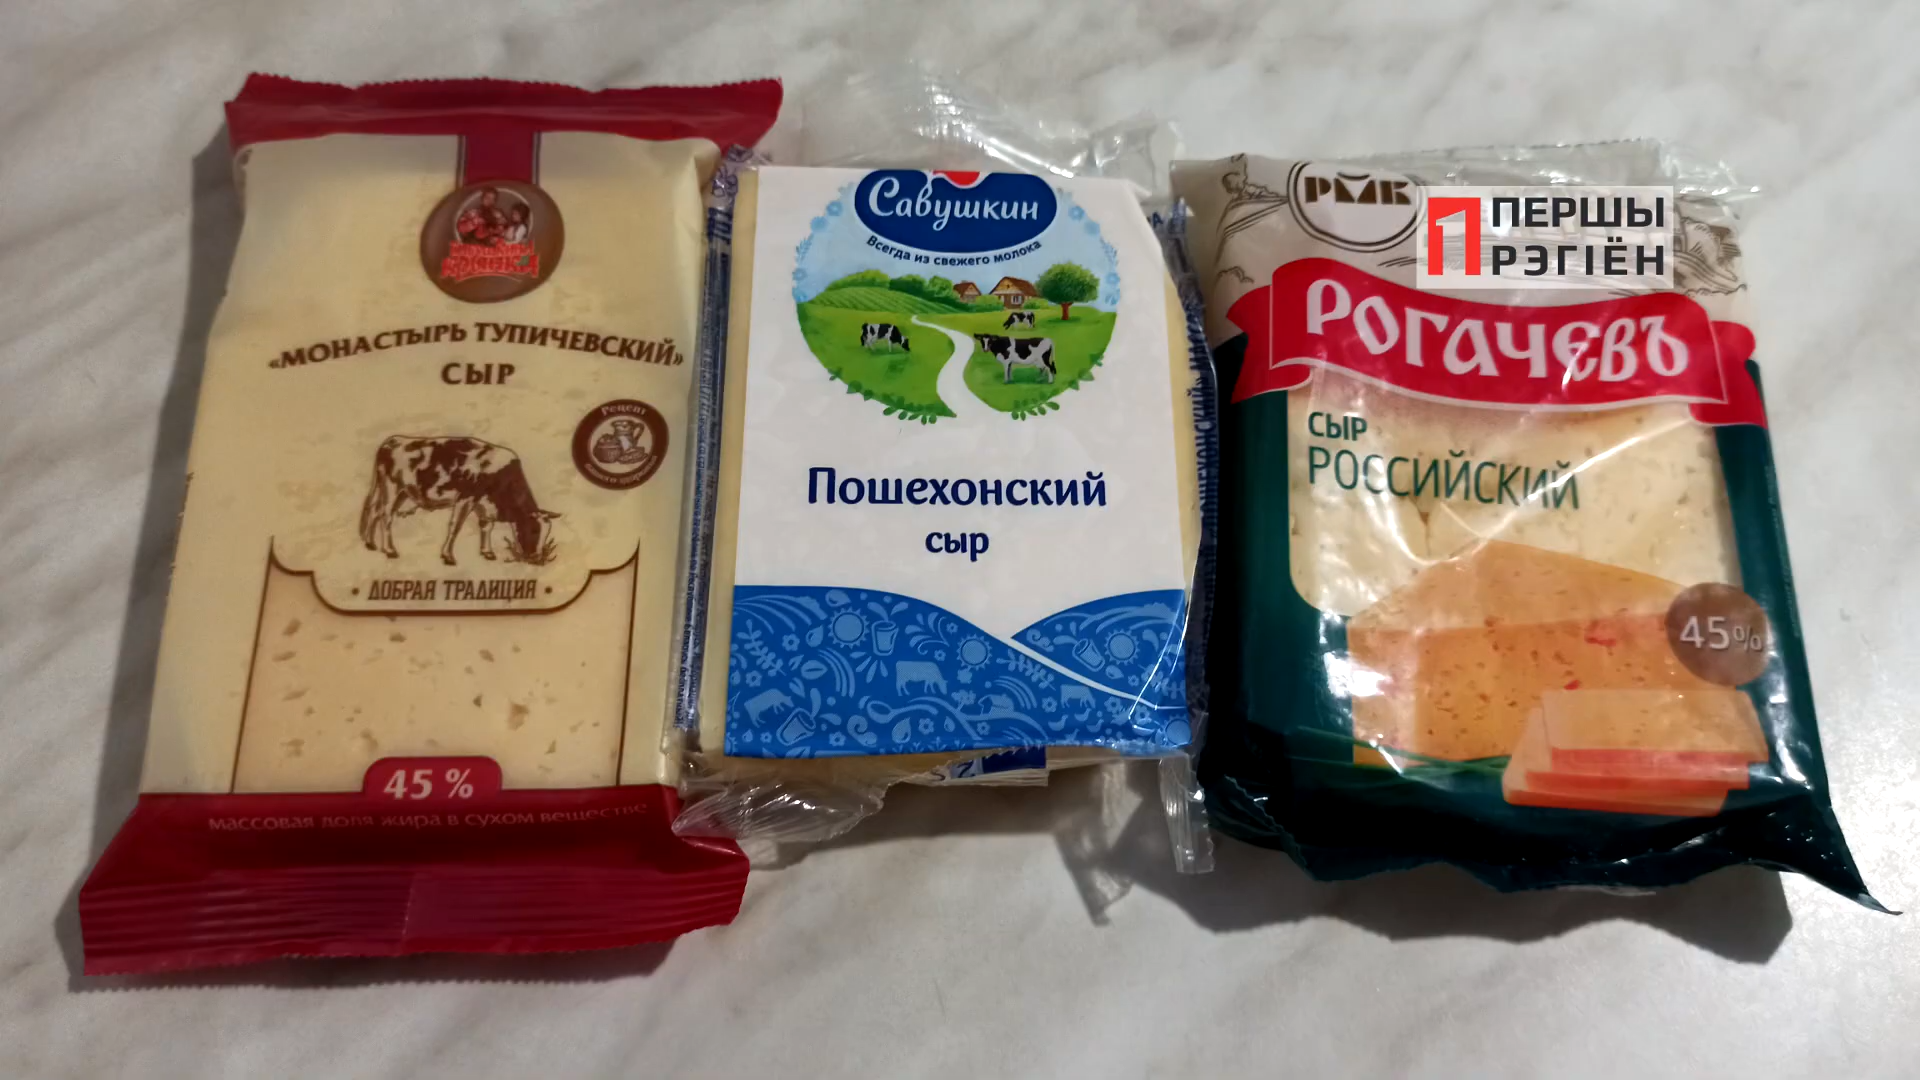 «МОНАСТЫРЬ ТУПИЧЕВСКИЙ»
СЫР
Рецепт
ДОБРАЯ ТРАДИЦИЯ
45 %
массовая доля жира в сухом веществе
Савушкин
Всегда из свежего молока
Пошехонский
сыр
РМК
ПЕРШЫ
РЭГІЁН
РОГАЧЕВЪ
СЫР
РОССИЙСКИЙ
45%